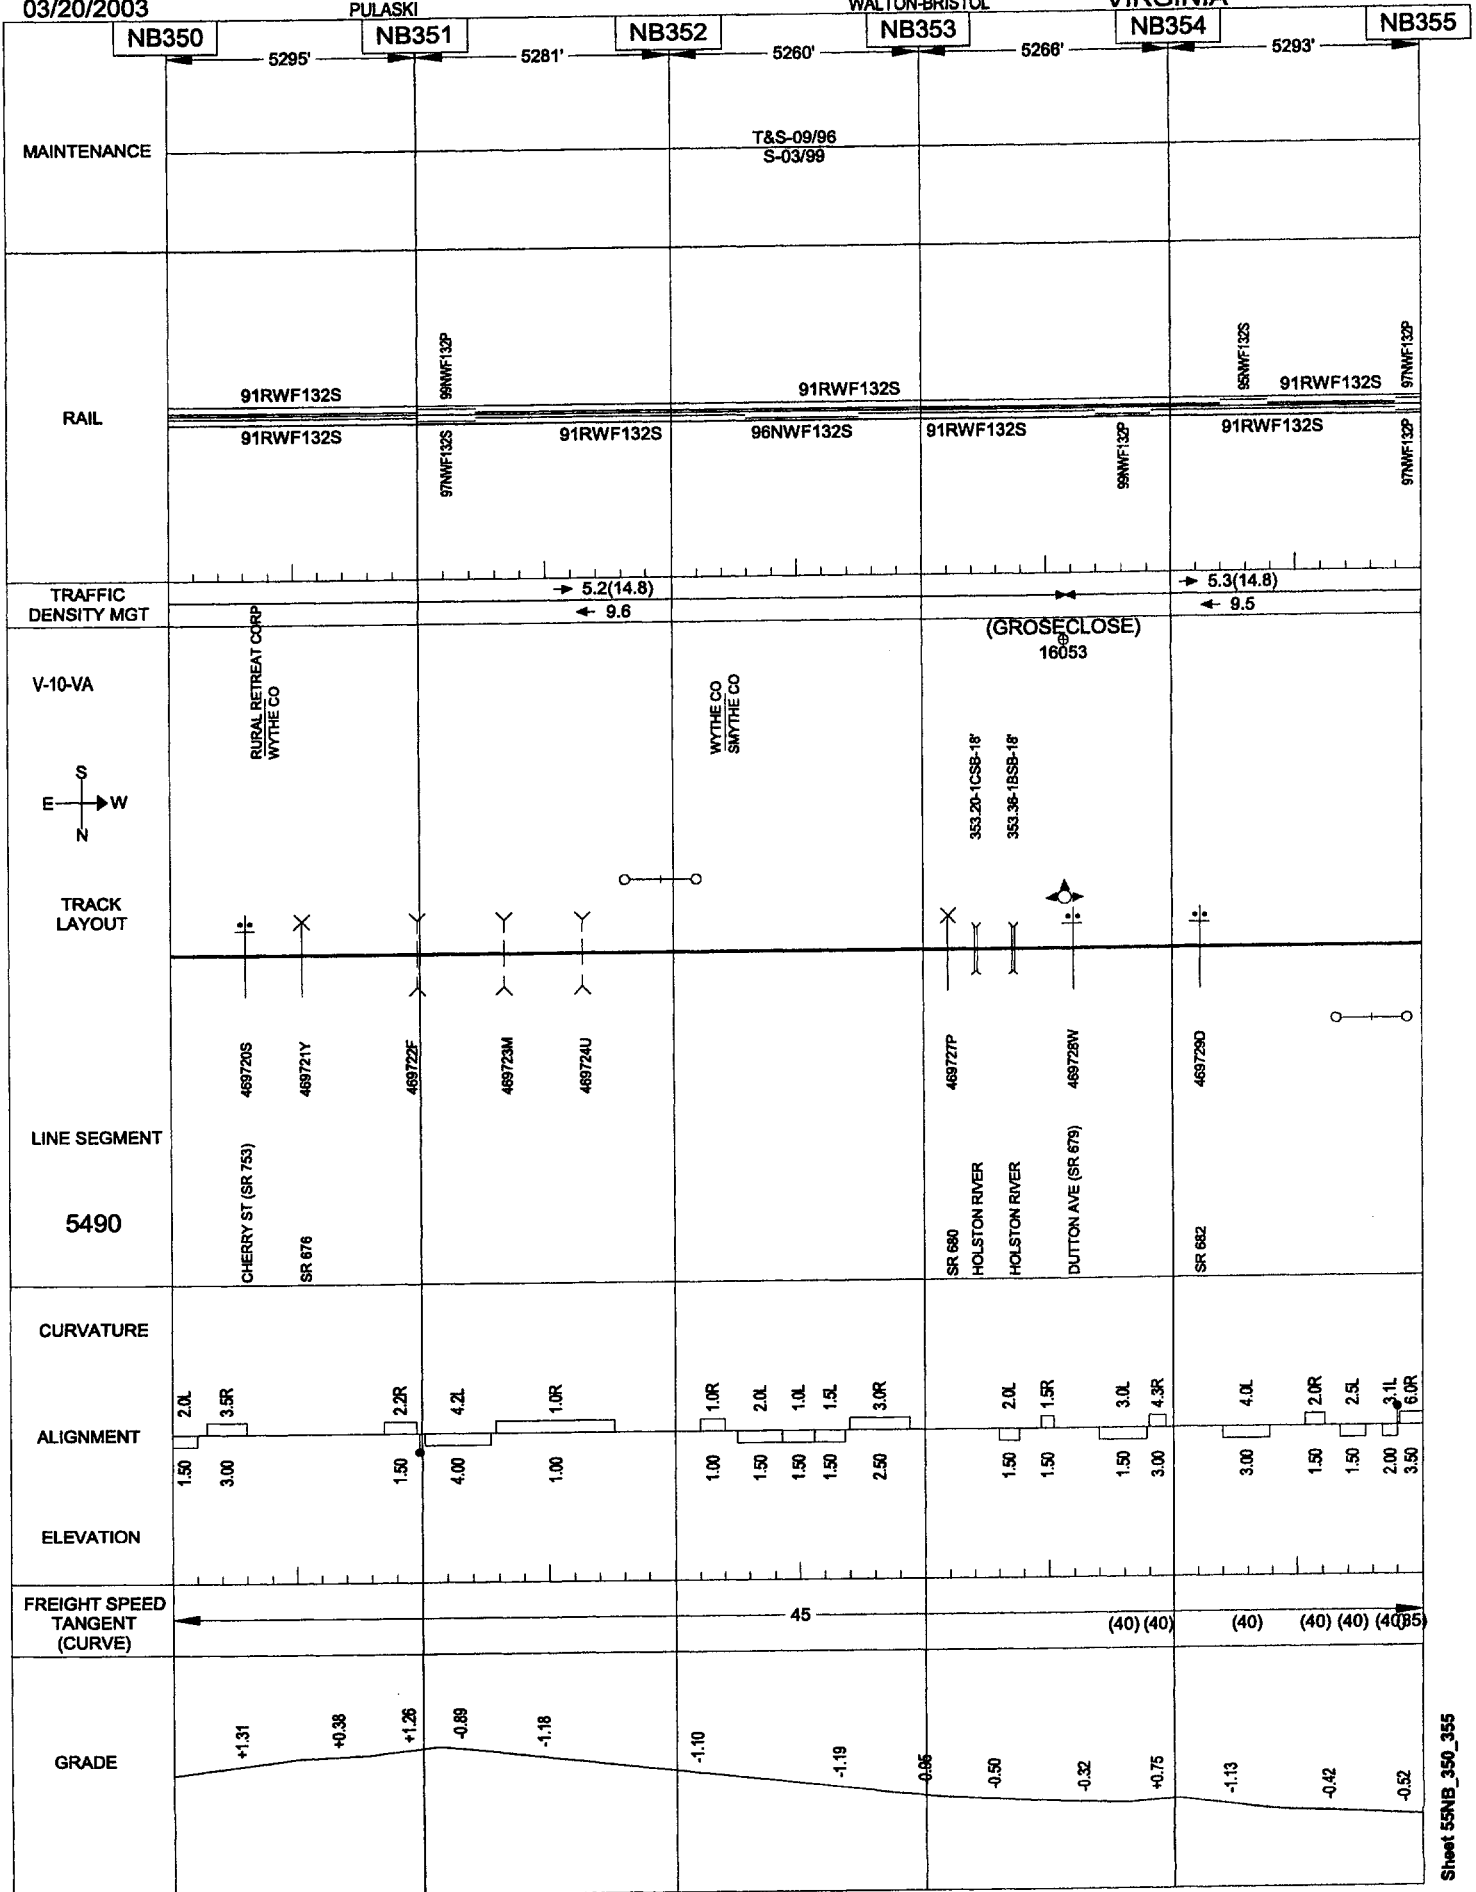 03/20/2003 PULASKI WALTON-BRISTOL VIRGINIA
NB350 NB351 NB352 NB353 NB354 NB355
5295' 5281' 5260' 5266' 5293'
MAINTENANCE
T&S-09/96
S-03/99
RAIL
99NWF132P 95NWF132S 97NWF132P
91RWF132S 91RWF132S 91RWF132S
91RWF132S 91RWF132S 96NWF132S 91RWF132S 91RWF132S
97NWF132S 99NWF132P 97NWF132P
TRAFFIC
DENSITY MGT
5.2(14.8) 5.3(14.8)
9.6 9.5
(GROSECLOSE)
16053
V-10-VA
RURAL RETREAT CORP
WYTHE CO
WYTHE CO
SMYTHE CO
353.20-1CSB-18'
353.36-1BSB-18'
S
E W
N
TRACK
LAYOUT
469720S 469721Y 469722F 469723M 469724U 469727P 469728W 469729D
LINE SEGMENT
5490
CHERRY ST (SR 753)
SR 676
SR 680
HOLSTON RIVER
HOLSTON RIVER
DUTTON AVE (SR 679)
SR 682
CURVATURE
2.0L 3.5R 2.2R 4.2L 1.0R 1.0R 2.0L 1.0L 1.5L 3.0R 2.0L 1.5R 3.0L 4.3R 4.0L 2.0R 2.5L 3.1L 6.0R
ALIGNMENT
1.50 3.00 1.50 4.00 1.00 1.00 1.50 1.50 1.50 2.50 1.50 1.50 1.50 3.00 3.00 1.50 1.50 2.00 3.50
ELEVATION
FREIGHT SPEED
TANGENT
(CURVE)
45
(40) (40) (40) (40) (40) (40) (35)
GRADE
+1.31 +0.38 +1.26 -0.89 -1.18 -1.10 -1.19 -0.50 -0.32 +0.75 -1.13 -0.42 -0.52
Sheet 55NB_350_355